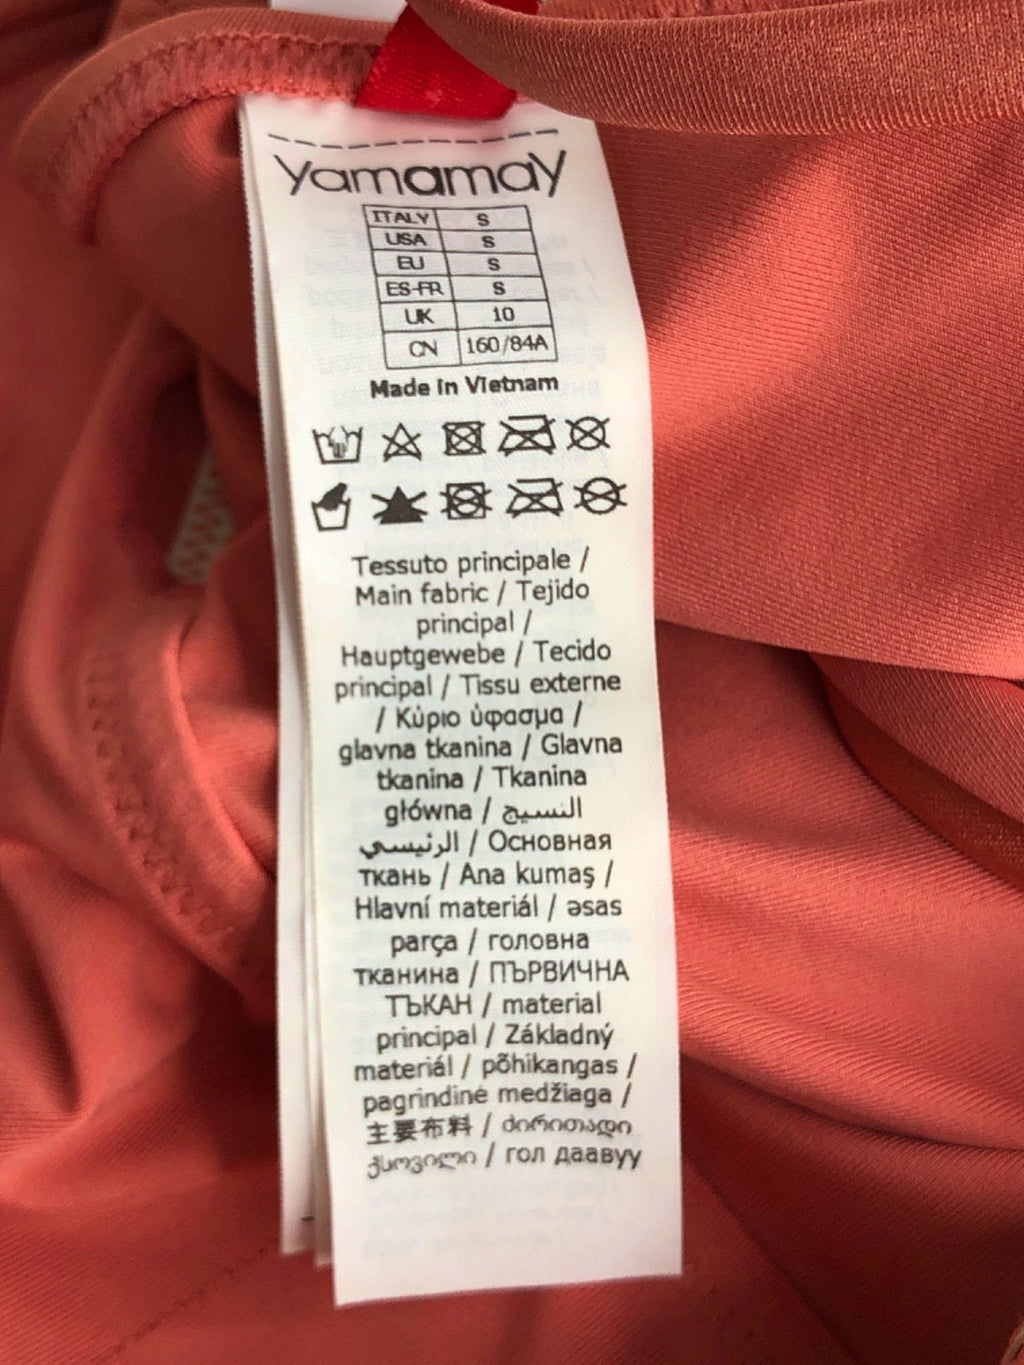 yamamay
ITALY S
USA S
EU S
ES-FR S
UK 10
CN 160/84A
Made in Vietnam
Tessuto principale /
Main fabric / Tejido
principal /
Hauptgewebe / Tecido
principal / Tissu externe
/ Κύριο ύφασμα /
glavna tkanina / Glavna
tkanina / Tkanina
główna / النسيج
الرئيسي / Основная
ткань / Ana kumaş /
Hlavní materiál / əsas
parça / головна
тканина / ПЪРВИЧНА
ТЪКАН / material
principal / Základný
materiál / põhikangas /
pagrindinė medžiaga /
主要布料 / ძირითადი
ქსოვილი / гол даавуу